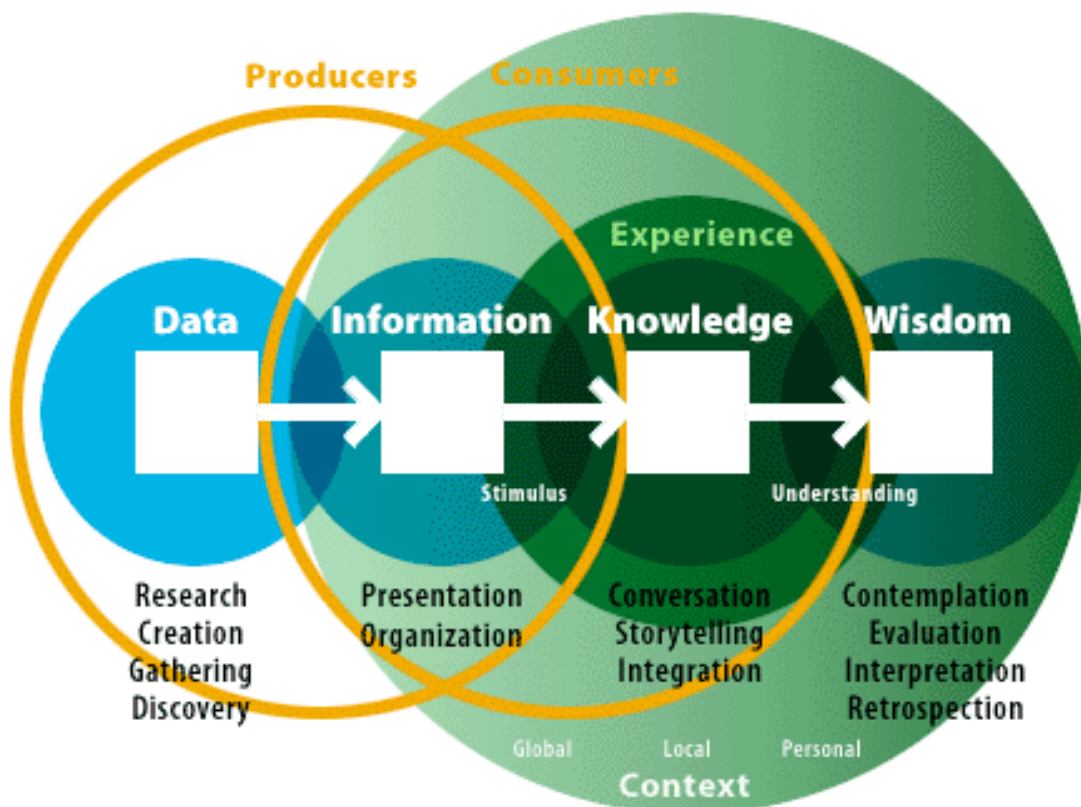 Producers Consumers
Experience
Data Information Knowledge Wisdom
Stimulus Understanding
Research
Creation
Gathering
Discovery
Presentation
Organization
Conversation
Storytelling
Integration
Contemplation
Evaluation
Interpretation
Retrospection
Global Local Personal
Context